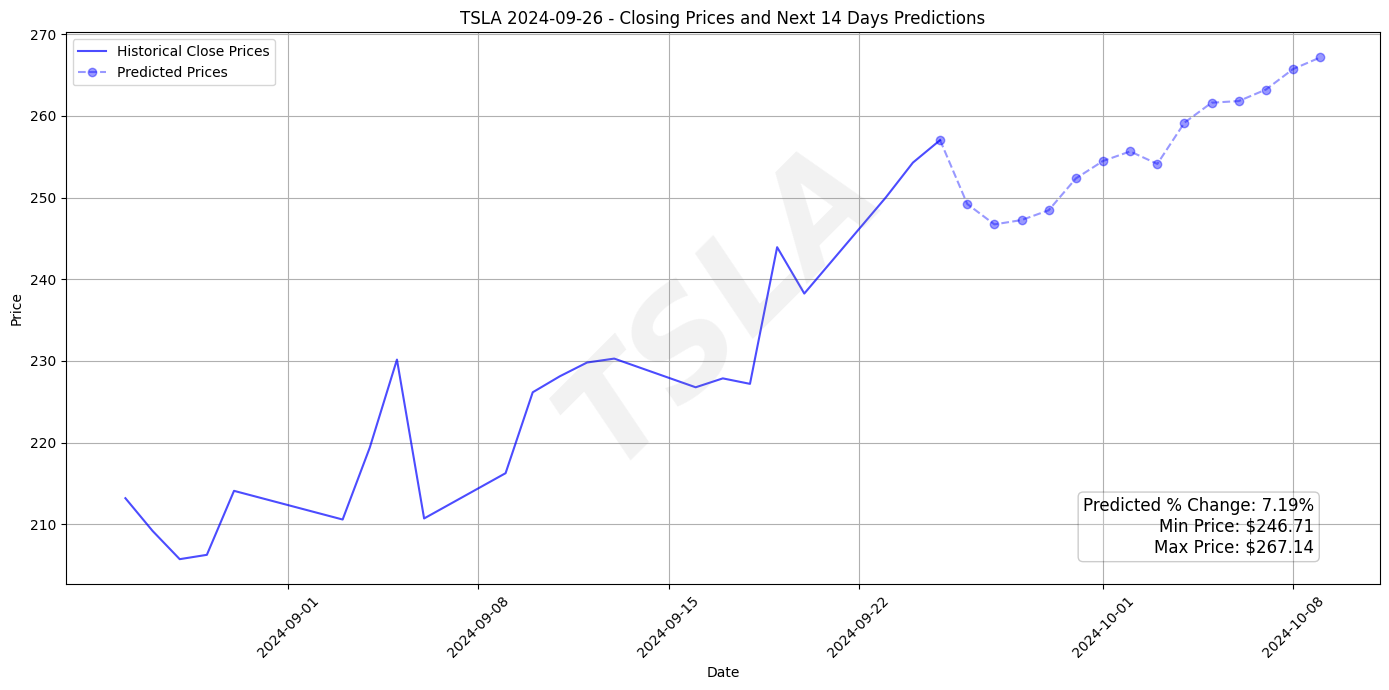 TSLA 2024-09-26 - Closing Prices and Next 14 Days Predictions
Historical Close Prices
Predicted Prices
Price
270
260
250
240
230
220
210
TSLA
Predicted % Change: 7.19%
Min Price: $246.71
Max Price: $267.14
2024-09-01
2024-09-08
2024-09-15
2024-09-22
2024-10-01
2024-10-08
Date